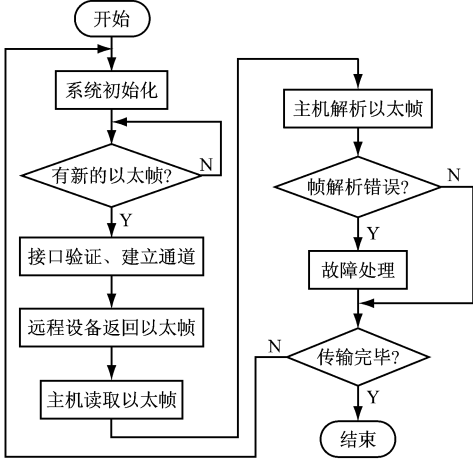 开始
系统初始化
有新的以太帧?
N
Y
接口验证、建立通道
远程设备返回以太帧
主机读取以太帧
主机解析以太帧
帧解析错误?
N
Y
故障处理
传输完毕?
N
Y
结束